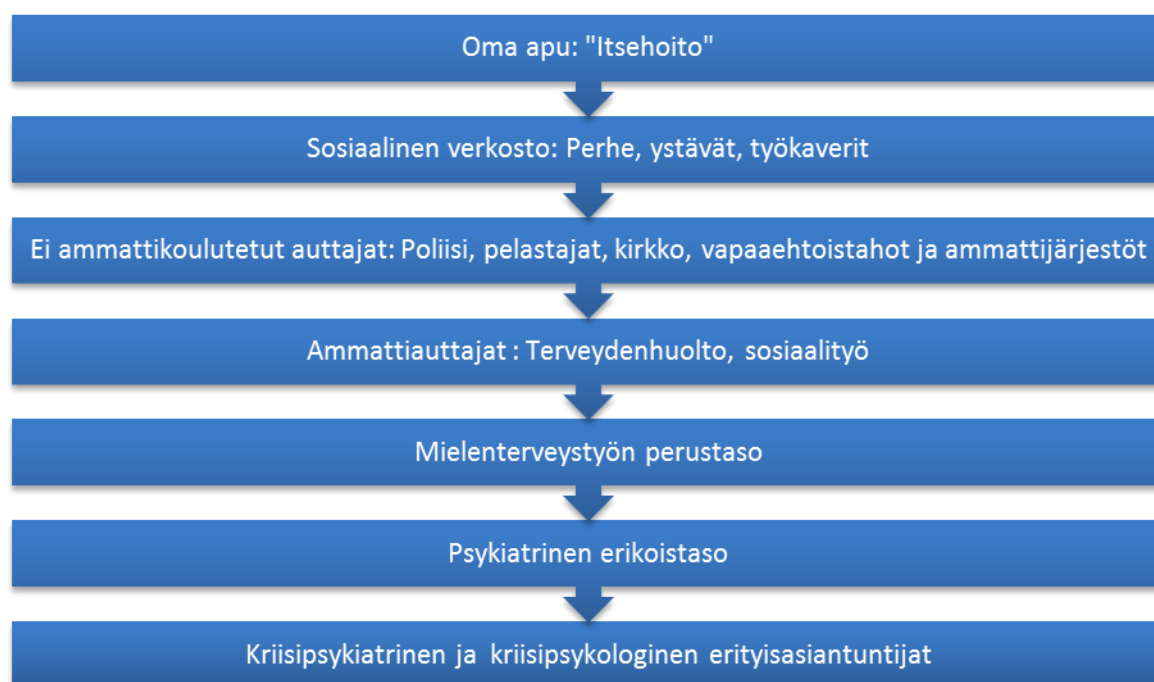 Oma apu: "Itsehoito"
Sosiaalinen verkosto: Perhe, ystävät, työkaverit
Ei ammattikoulutetut auttajat: Poliisi, pelastajat, kirkko, vapaaehtoistahot ja ammattijärjestöt
Ammattiauttajat : Terveydenhuolto, sosiaalityö
Mielenterveystyön perustaso
Psykiatrinen erikoistaso
Kriisipsykiatrinen ja kriisipsykologinen erityisasiantuntijat